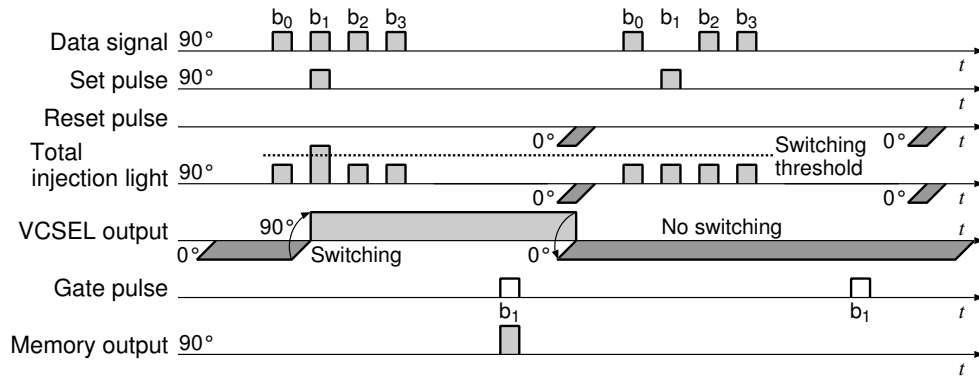 b0 b1 b2 b3 b0 b1 b2 b3
Data signal 90° t
Set pulse 90° t
Reset pulse 0° 0° t
Total injection light 90° Switching threshold
0° 0° t
VCSEL output 90° No switching t
0° Switching 0°
Gate pulse t
b1 b1
Memory output 90° t